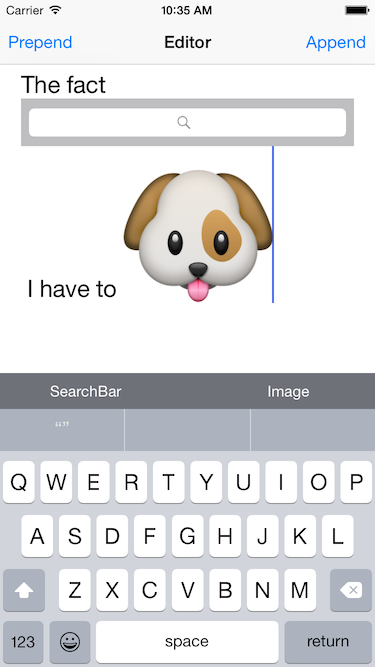 Carrier 10:35 AM
Prepend Editor Append
The fact
I have to
SearchBar Image
“”
Q W E R T Y U I O P
A S D F G H J K L
Z X C V B N M
123 space return